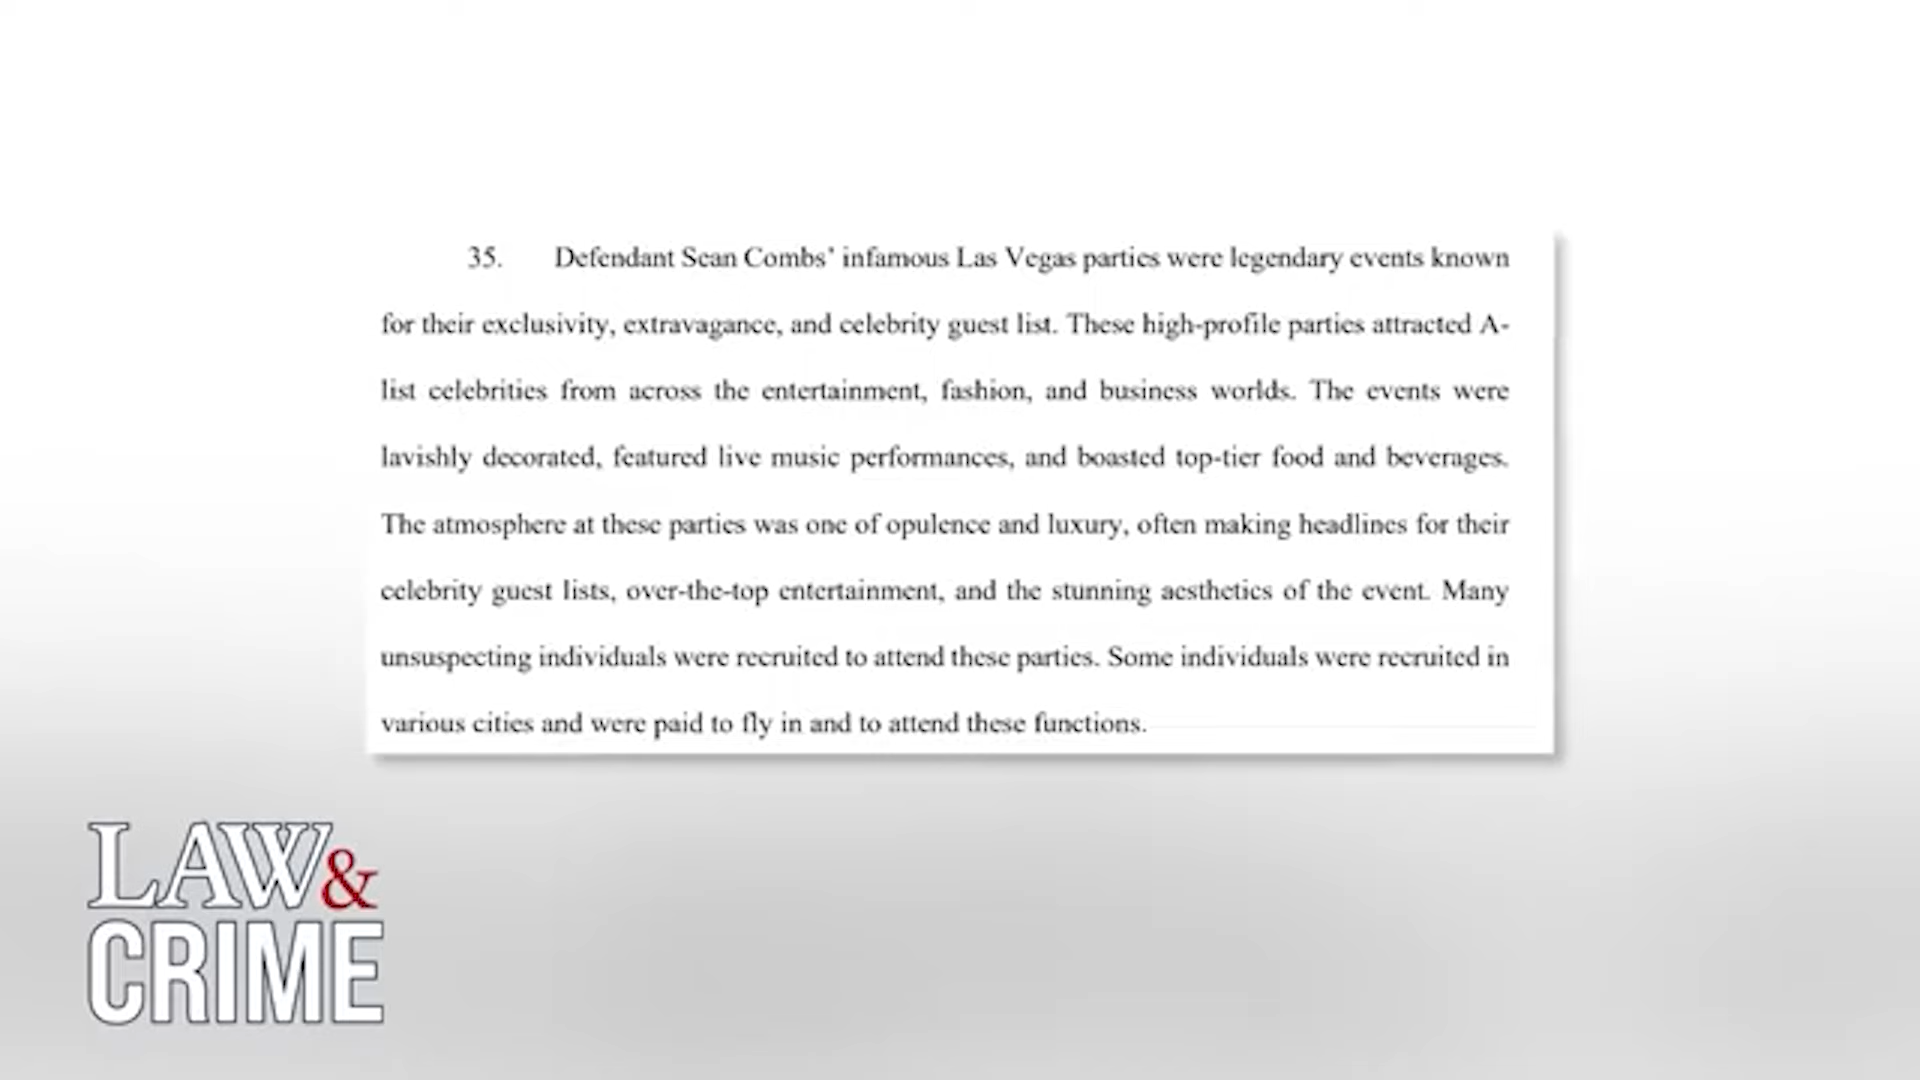 35. Defendant Sean Combs' infamous Las Vegas parties were legendary events known
for their exclusivity, extravagance, and celebrity guest list. These high-profile parties attracted A-
list celebrities from across the entertainment, fashion, and business worlds. The events were
lavishly decorated, featured live music performances, and boasted top-tier food and beverages.
The atmosphere at these parties was one of opulence and luxury, often making headlines for their
celebrity guest lists, over-the-top entertainment, and the stunning aesthetics of the event. Many
unsuspecting individuals were recruited to attend these parties. Some individuals were recruited in
various cities and were paid to fly in and to attend these functions.
LAW&
CRIME